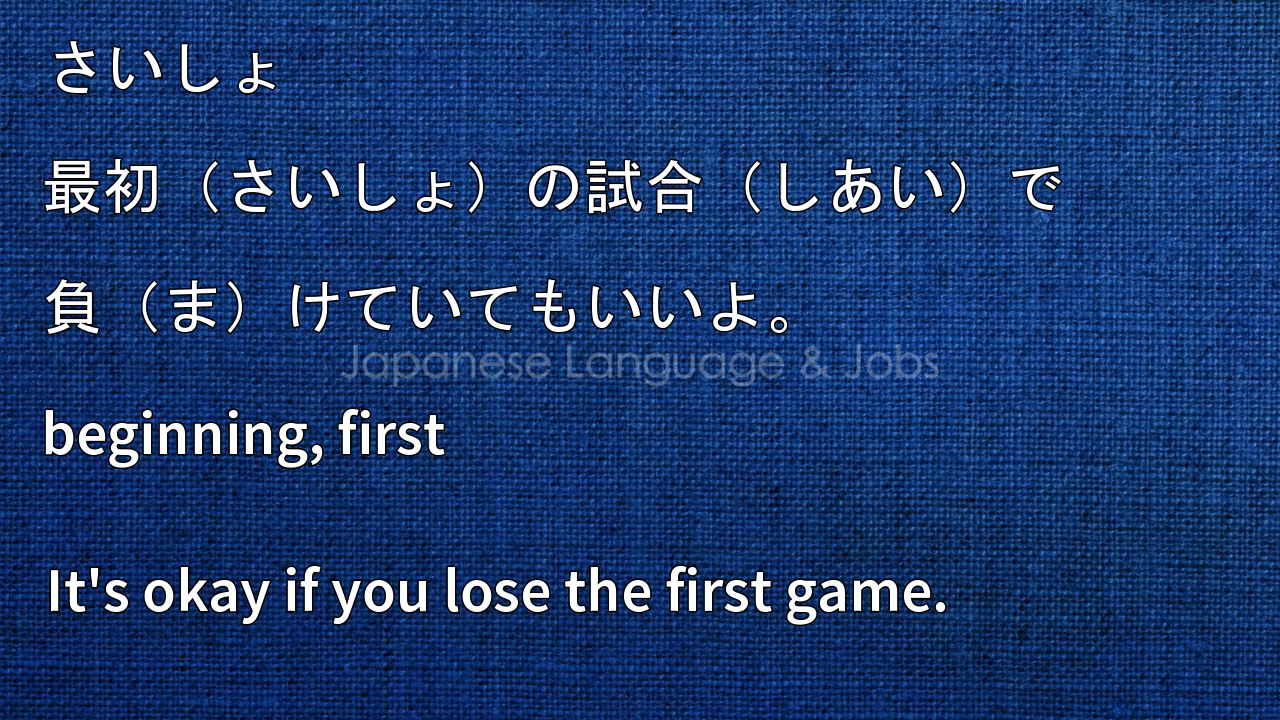 さいしょ
最初（さいしょ）の試合（しあい）で
負（ま）けていてもいいよ。
Japanese Language & Jobs
beginning, first
It's okay if you lose the first game.